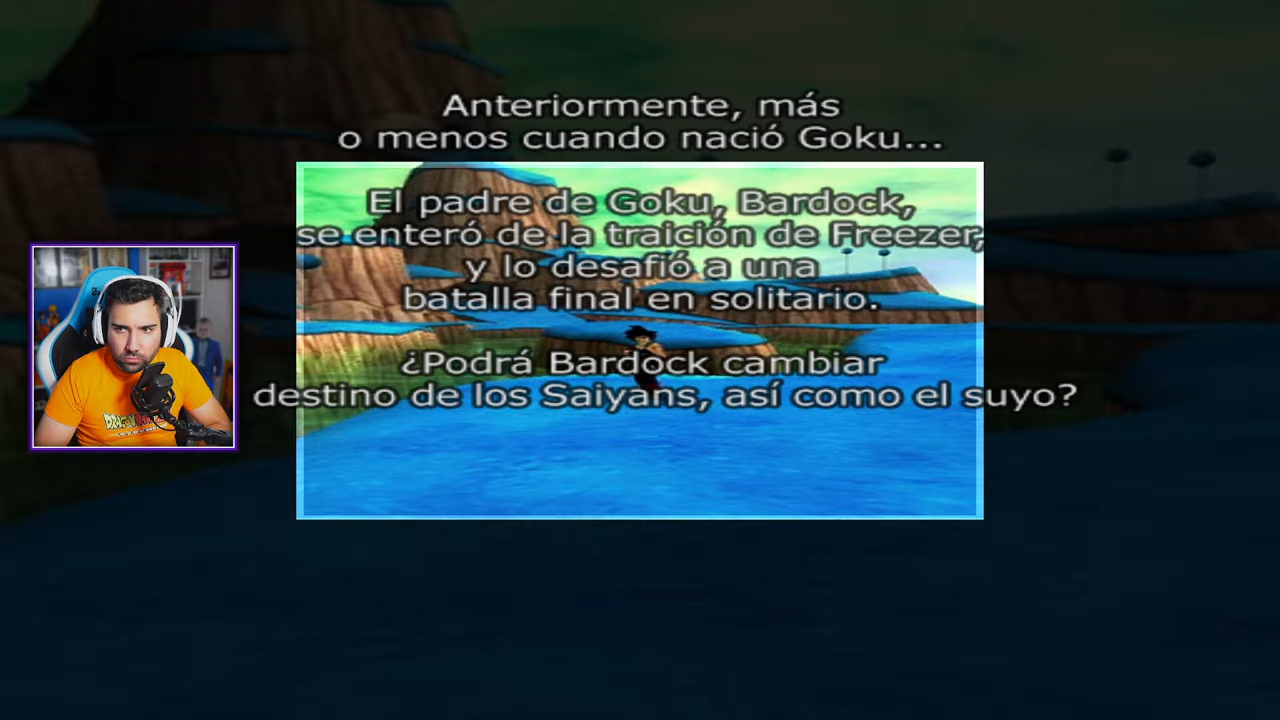 Anteriormente, más
o menos cuando nació Goku...
El padre de Goku, Bardock,
se enteró de la traición de Freezer,
y lo desafió a una
batalla final en solitario.
¿Podrá Bardock cambiar
destino de los Saiyans, así como el suyo?
DRAGON